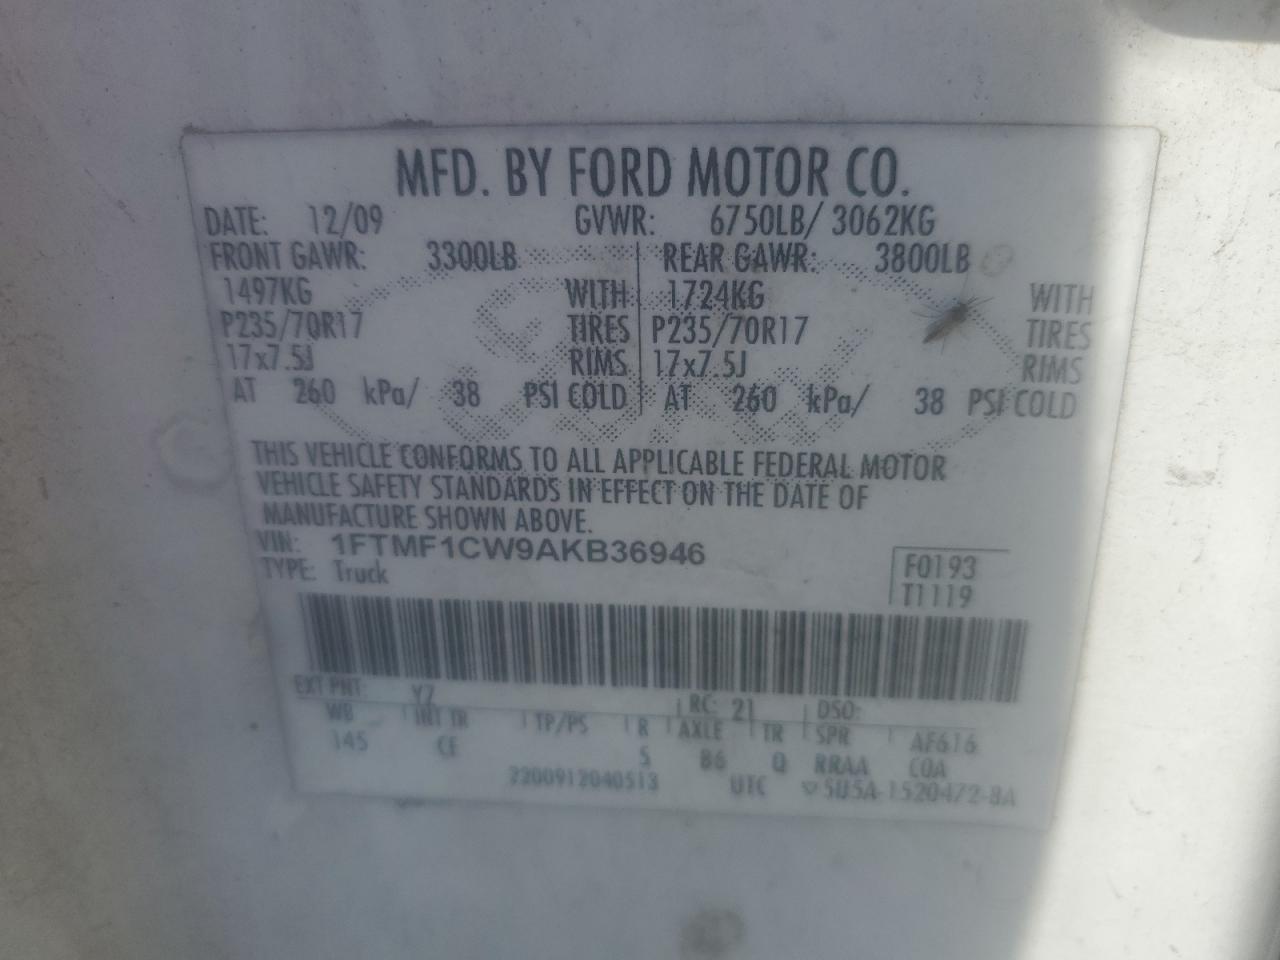 MFD. BY FORD MOTOR CO.
DATE: 12/09 GVWR: 6750LB/ 3062KG
FRONT GAWR: 3300LB REAR GAWR: 3800LB
1497KG WITH 1724KG WITH
P235/70R17 TIRES P235/70R17 TIRES
17x7.5J RIMS 17x7.5J RIMS
AT 260 kPa/ 38 PSI COLD AT 260 kPa/ 38 PSI COLD
THIS VEHICLE CONFORMS TO ALL APPLICABLE FEDERAL MOTOR
VEHICLE SAFETY STANDARDS IN EFFECT ON THE DATE OF
MANUFACTURE SHOWN ABOVE.
VIN: 1FTMF1CW9AKB36946
TYPE: Truck
F0193
T1119
EXT PNT: YZ RC: 21 DSO:
WB INT TR TP/PS R AXLE TR SPR AF616
145 CE 5 B6 Q RRAA COA
2200912040513 UTC 5U5A-1520472-BA